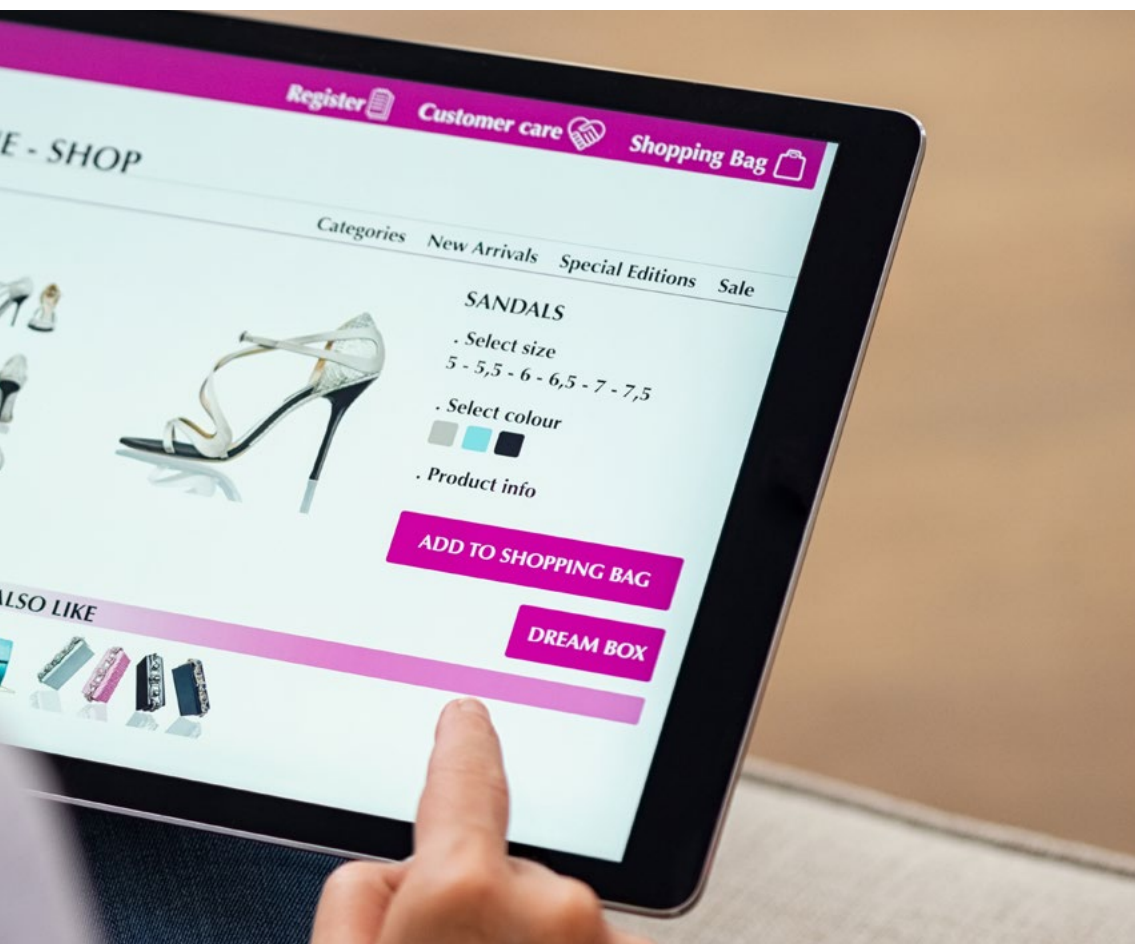 Register
Customer care
Shopping Bag
E - SHOP
Categories New Arrivals Special Editions Sale
SANDALS
. Select size
5 - 5,5 - 6 - 6,5 - 7 - 7,5
. Select colour
. Product info
ADD TO SHOPPING BAG
DREAM BOX
ALSO LIKE